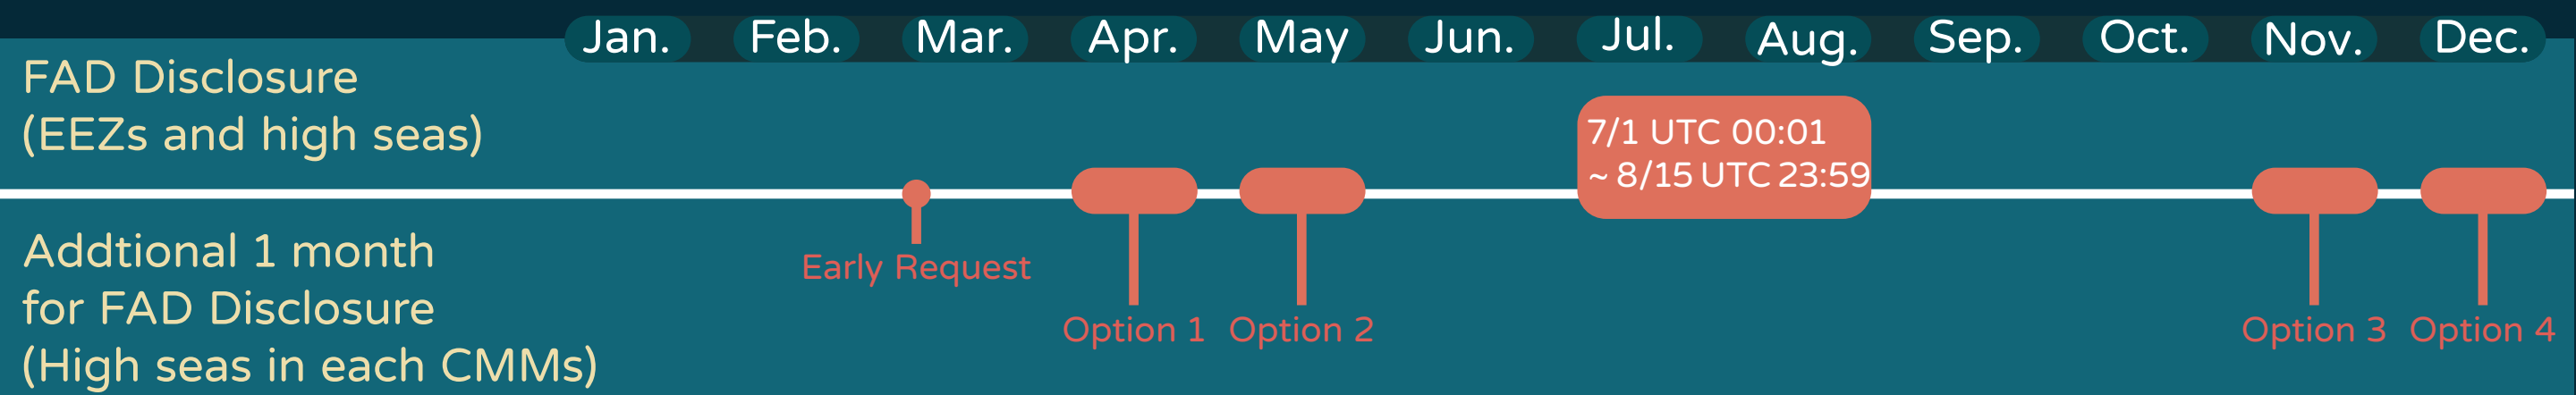 Jan. Feb. Mar. Apr. May Jun. Jul. Aug. Sep. Oct. Nov. Dec.
FAD Disclosure
(EEZs and high seas)
7/1 UTC 00:01
~ 8/15 UTC 23:59
Addtional 1 month
for FAD Disclosure
(High seas in each CMMs)
Early Request
Option 1 Option 2 Option 3 Option 4